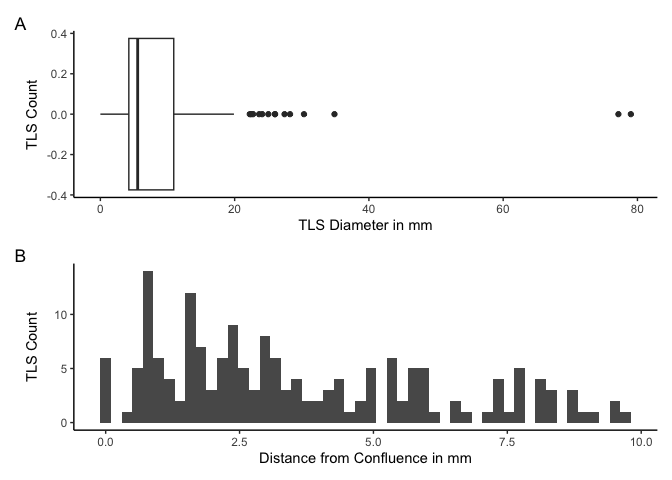 A
0.4
0.2
0.0
-0.2
-0.4
TLS Count
0 20 40 60 80
TLS Diameter in mm
B
10
5
0
TLS Count
0.0 2.5 5.0 7.5 10.0
Distance from Confluence in mm